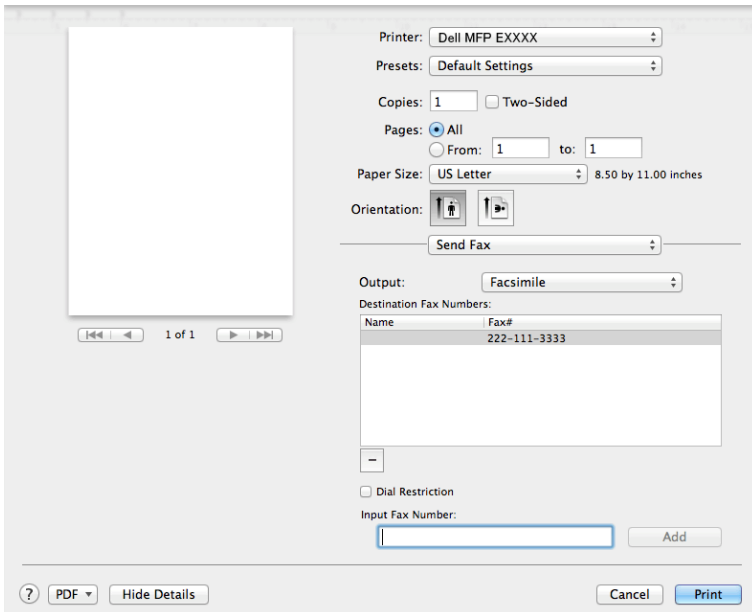 Printer: Dell MFP EXXXX
Presets: Default Settings
Copies: 1 Two-Sided
Pages: All
From: 1 to: 1
Paper Size: US Letter 8.50 by 11.00 inches
Orientation:
Send Fax
Output: Facsimile
Destination Fax Numbers:
Name Fax#
222-111-3333
1 of 1
–
Dial Restriction
Input Fax Number:
Add
? PDF Hide Details Cancel Print